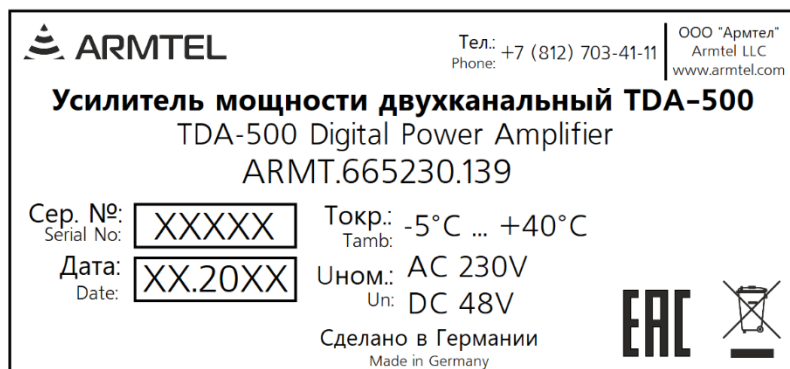 ARMTEL
Тел.: +7 (812) 703-41-11
Phone:
ООО "Армтел"
Armtel LLC
www.armtel.com
Усилитель мощности двухканальный TDA-500
TDA-500 Digital Power Amplifier
ARMT.665230.139
Сер. №: XXXXX
Serial No:
Дата: XX.20XX
Date:
Токр.: -5°C ... +40°C
Tamb:
Uном.: AC 230V
Un: DC 48V
Сделано в Германии
Made in Germany
EAC